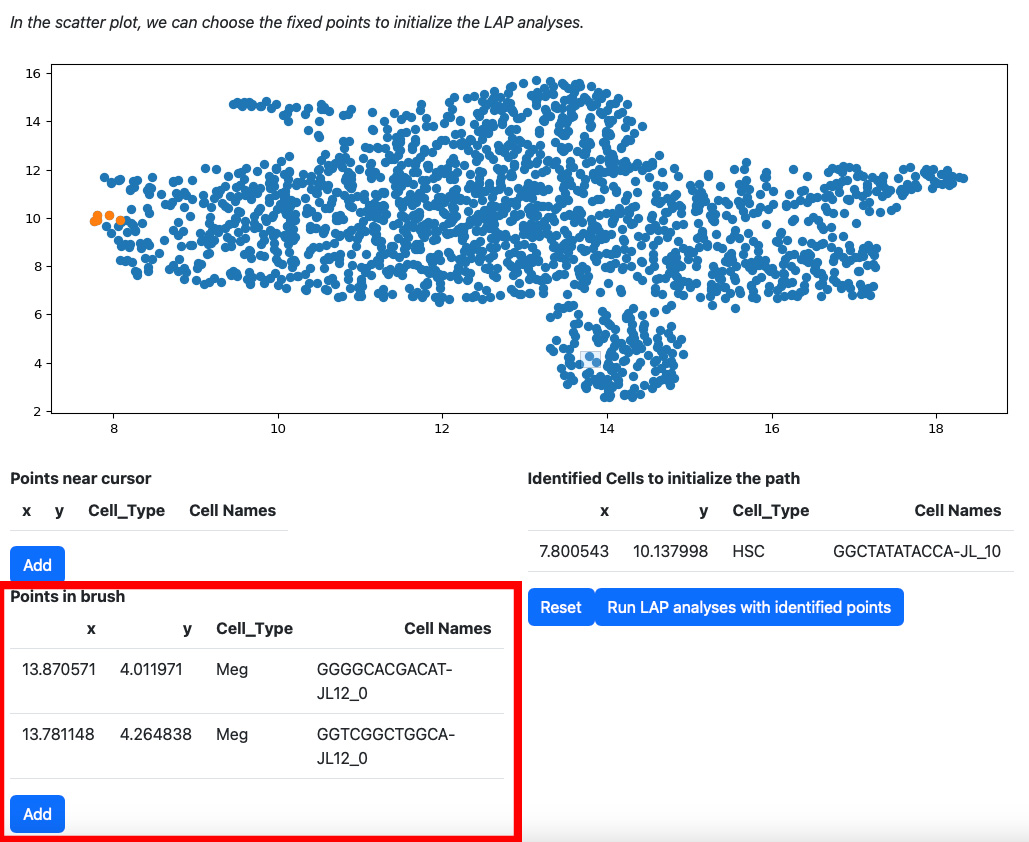 In the scatter plot, we can choose the fixed points to initialize the LAP analyses.
16
14
12
10
8
6
4
2
8 10 12 14 16 18
Points near cursor
x y Cell_Type Cell Names
Add
Points in brush
x y Cell_Type Cell Names
13.870571 4.011971 Meg GGGGCACGACAT-
JL12_0
13.781148 4.264838 Meg GGTCGGCTGGCA-
JL12_0
Add
Identified Cells to initialize the path
x y Cell_Type Cell Names
7.800543 10.137998 HSC GGCTATATACCA-JL_10
Reset Run LAP analyses with identified points